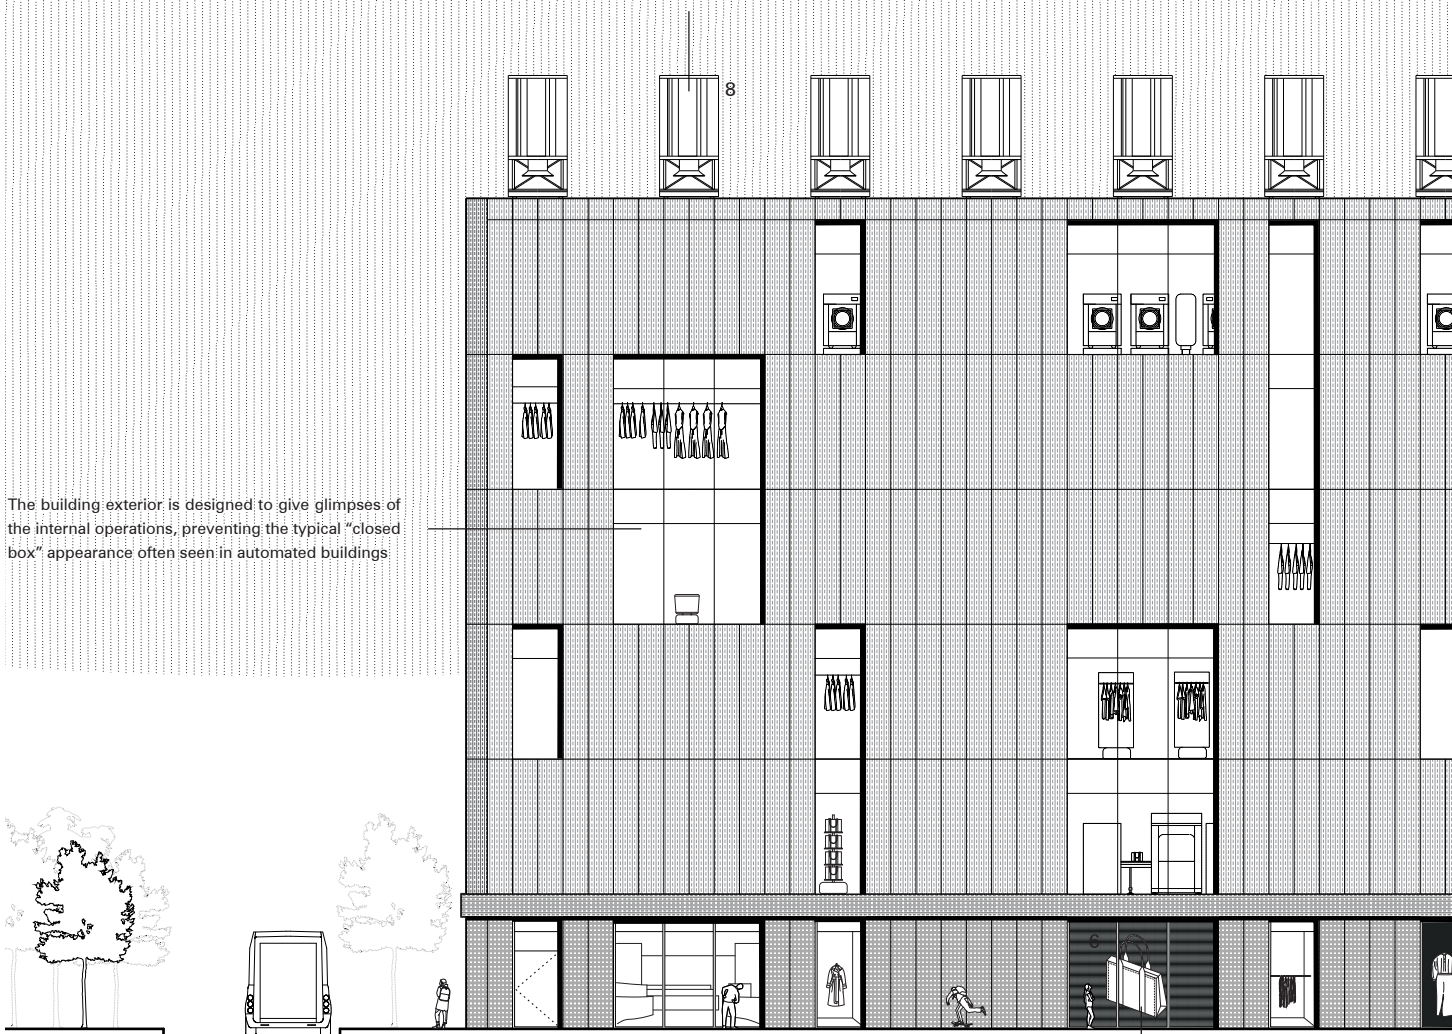 8
The building exterior is designed to give glimpses of
the internal operations, preventing the typical “closed
box” appearance often seen in automated buildings
6